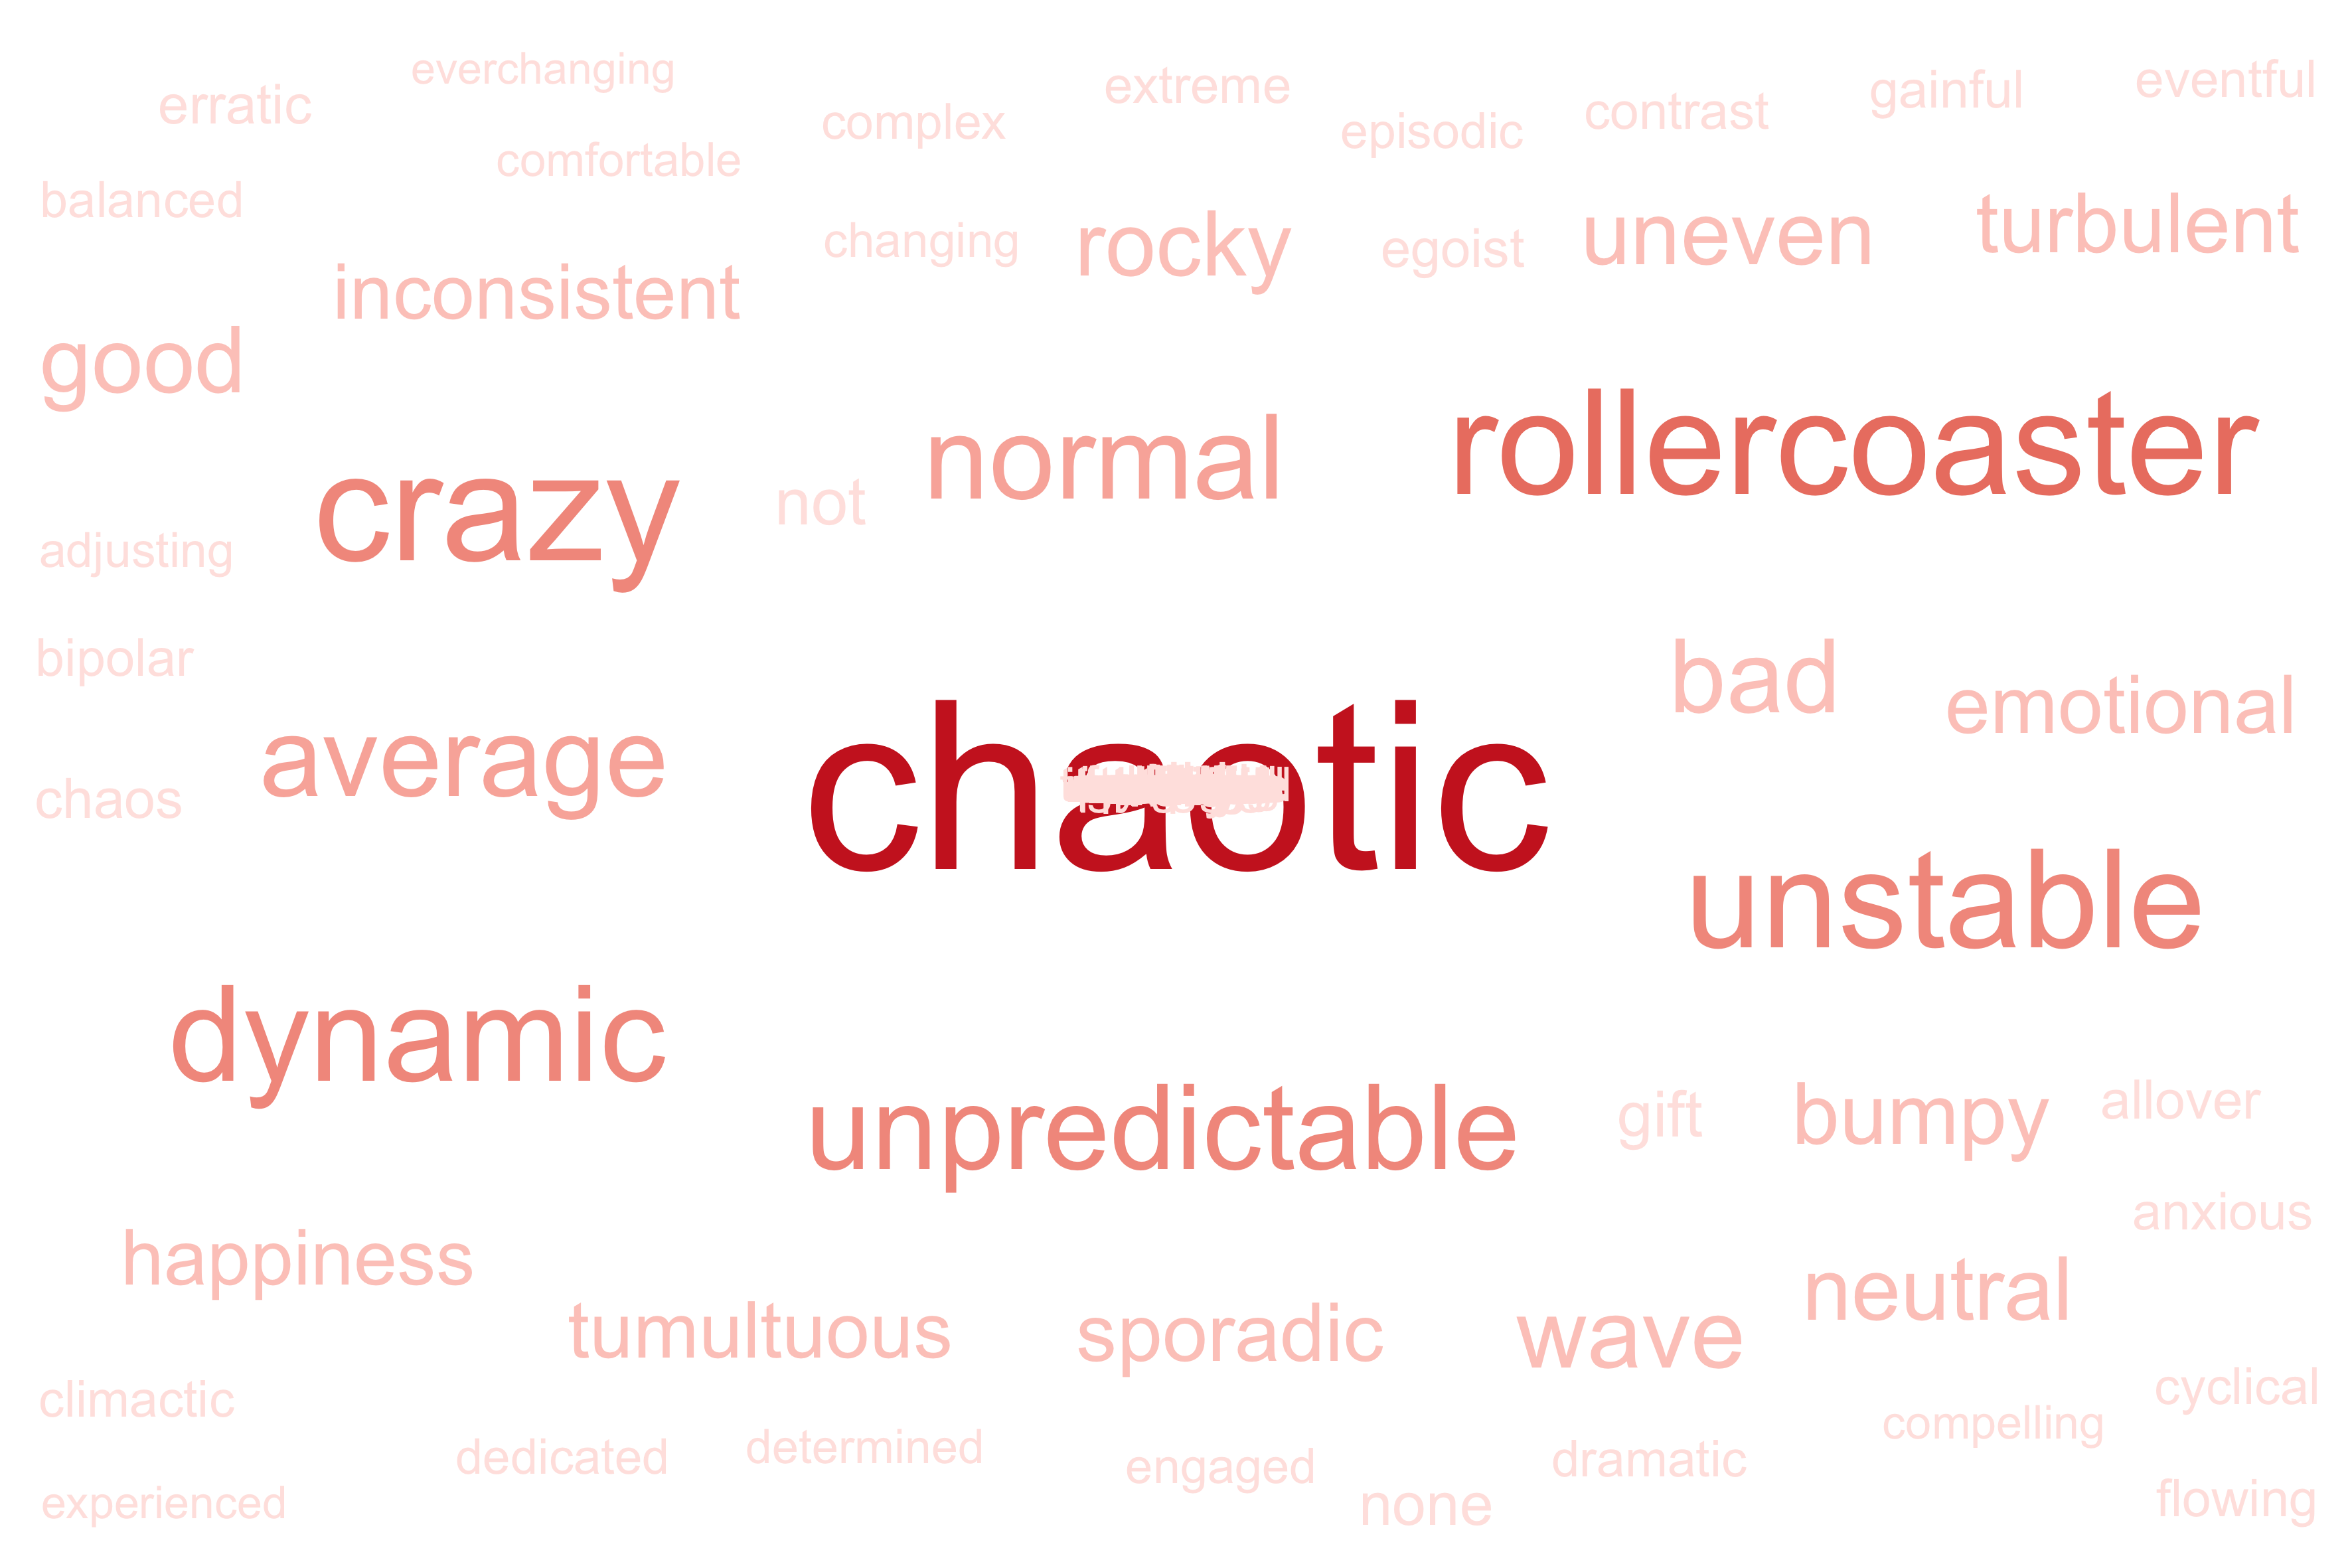 everchanging
erratic
complex
extreme
episodic
contrast
gainful
eventful
comfortable
balanced
changing
rocky
egoist
uneven
turbulent
inconsistent
good
crazy
not
normal
rollercoaster
adjusting
bipolar
bad
emotional
average
chaos
chaotic
unstable
dynamic
unpredictable
gift
bumpy
allover
anxious
happiness
tumultuous
sporadic
wave
neutral
climactic
dedicated
determined
engaged
dramatic
compelling
cyclical
experienced
none
flowing